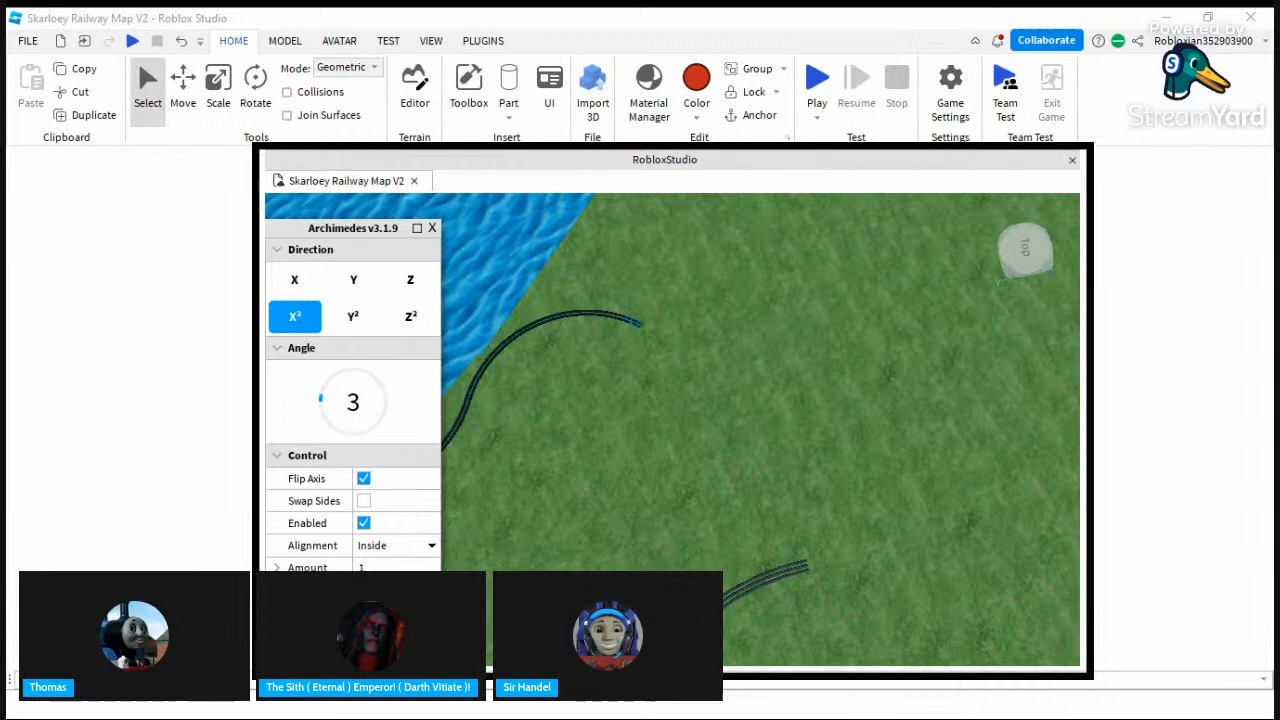 Skarloey Railway Map V2 - Roblox Studio
Powered by
FILE HOME MODEL AVATAR TEST VIEW PLUGINS Collaborate Robloxian352903900
StreamYard
Paste Copy Cut Duplicate
Select Move Scale Rotate
Mode: Geometric
Collisions
Join Surfaces
Editor Toolbox Part UI Import 3D
Material Manager Color
Group Lock Anchor
Play Resume Stop
Game Settings
Team Test
Exit Game
Clipboard Tools Terrain Insert File Edit Test Settings Team Test
RobloxStudio
Skarloey Railway Map V2
Archimedes v3.1.9 X
Direction
X Y Z
X² Y² Z²
Angle
3
Control
Flip Axis
Swap Sides
Enabled
Alignment Inside
Amount 1
Top
Y
Thomas
The Sith ( Eternal ) Emperor! ( Darth Vitiate )!
Sir Handel